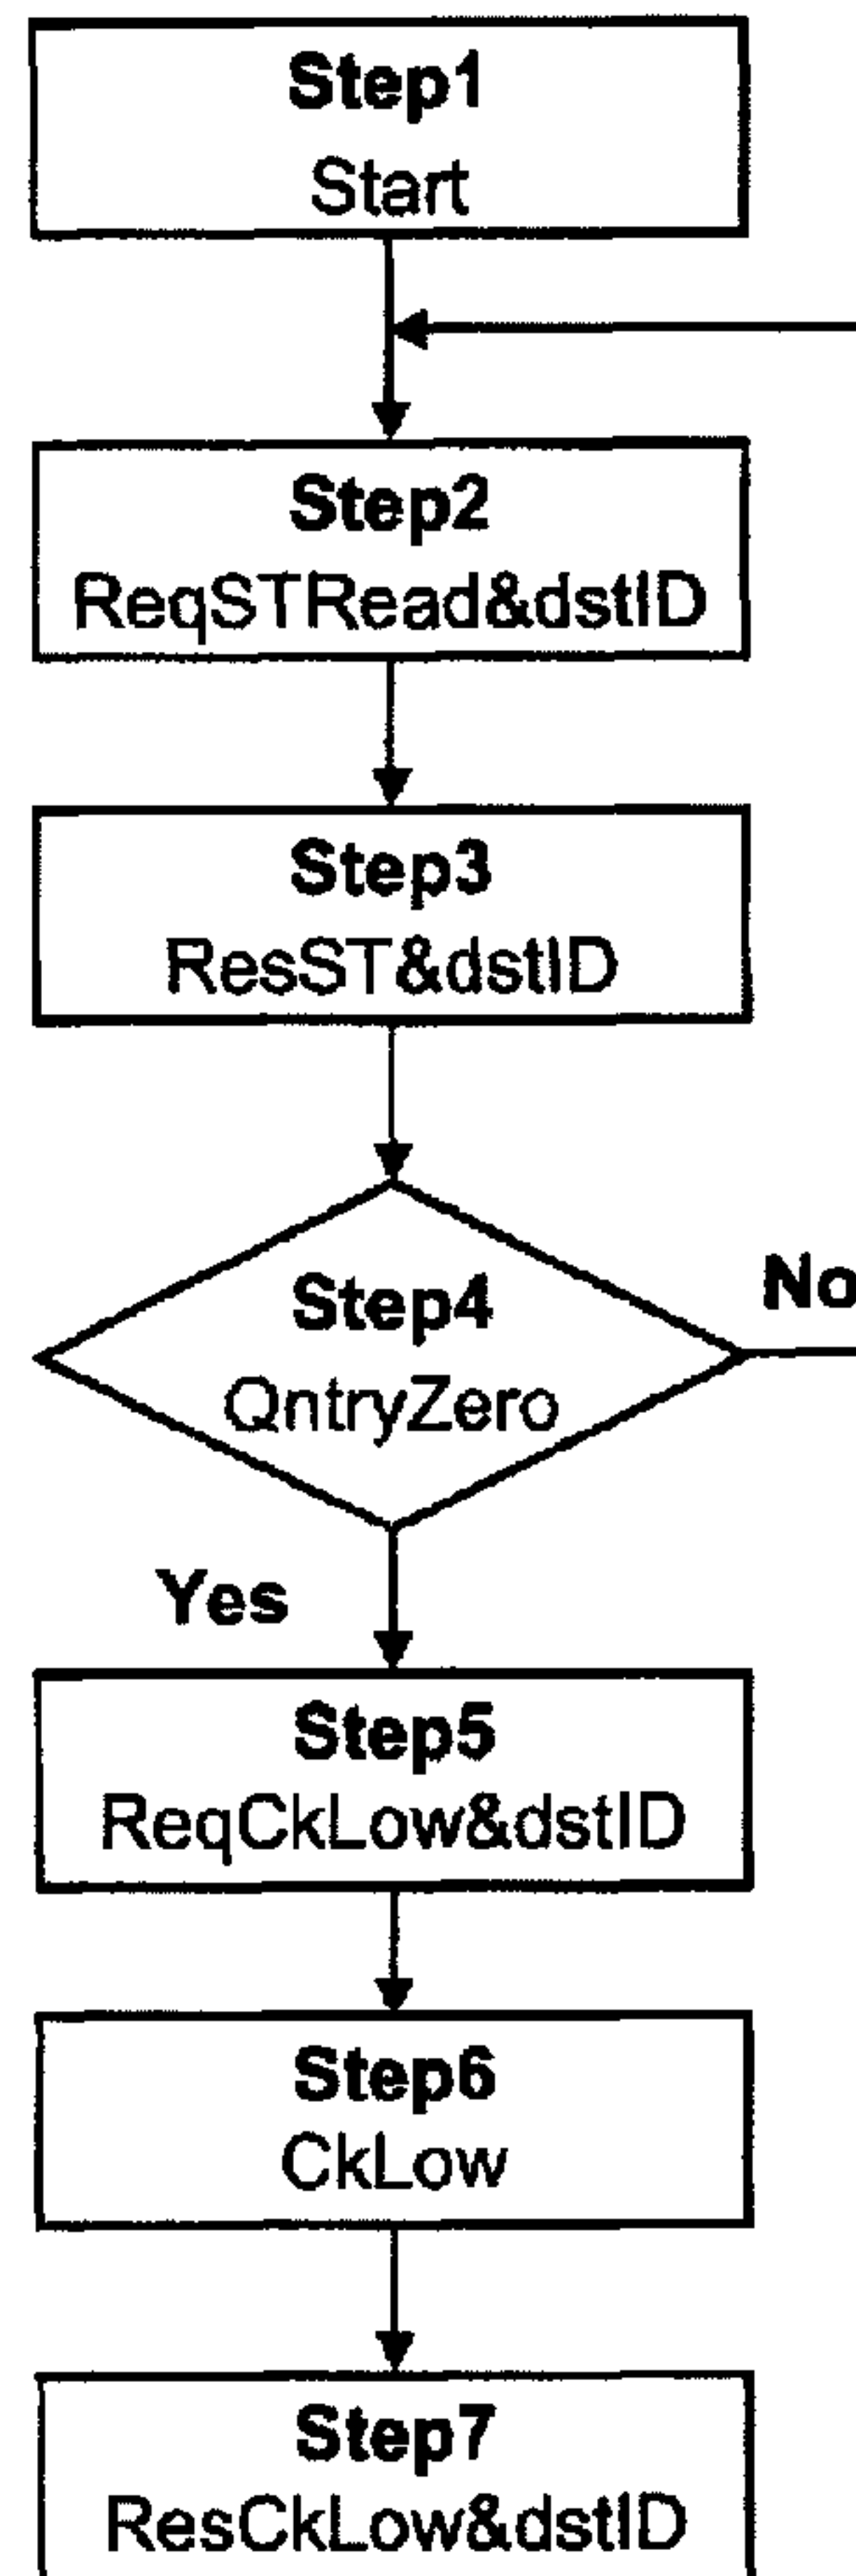 Step1
Start
Step2
ReqSTRead&dstID
Step3
ResST&dstID
Step4
No
QntryZero
Yes
Step5
ReqCkLow&dstID
Step6
CkLow
Step7
ResCkLow&dstID